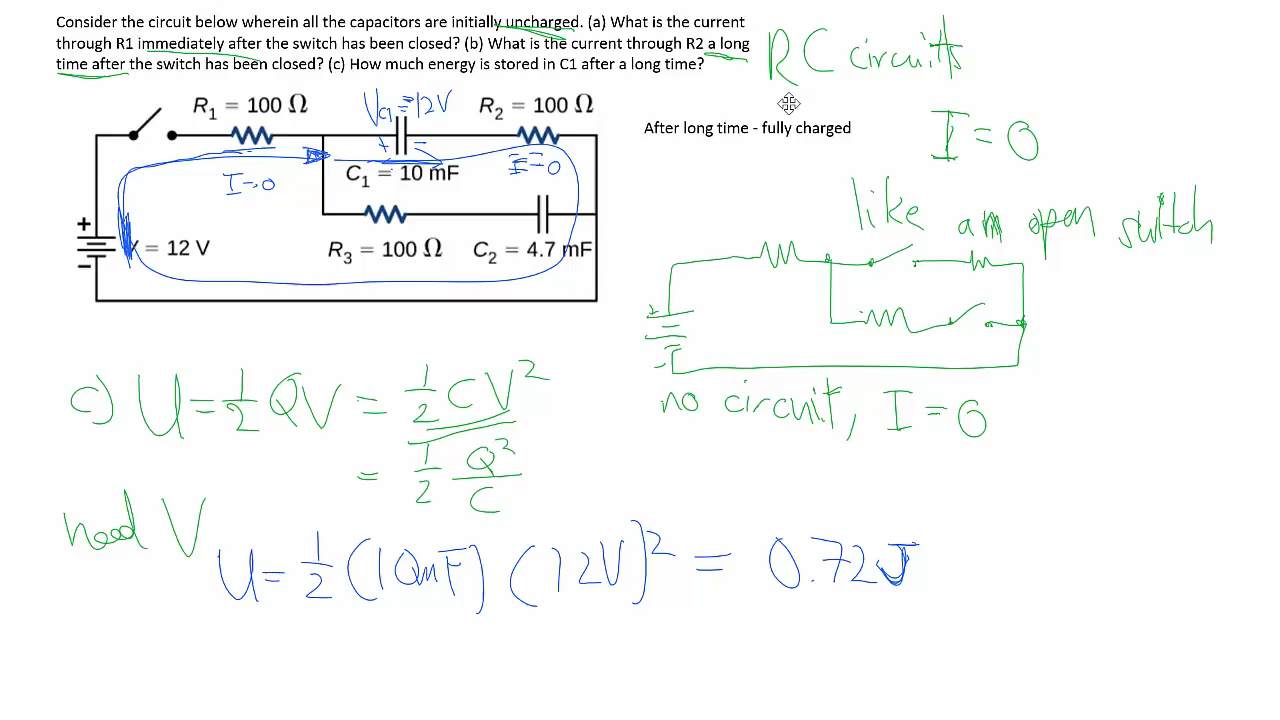 Consider the circuit below wherein all the capacitors are initially uncharged. (a) What is the current
through R1 immediately after the switch has been closed? (b) What is the current through R2 a long
time after the switch has been closed? (c) How much energy is stored in C1 after a long time?
RC circuits
R1 = 100 Ω
VC1 = 12V
R2 = 100 Ω
After long time - fully charged
I = 0
+ −
I=0
C1 = 10 mF
I=0
like an open switch
+
V = 12 V
−
R3 = 100 Ω
C2 = 4.7 mF
+
−
no circuit, I = 0
c) U = 1/2 QV = 1/2 CV²
= 1/2 Q²/C
need V
U = 1/2 (10mF) (12V)² = 0.72J